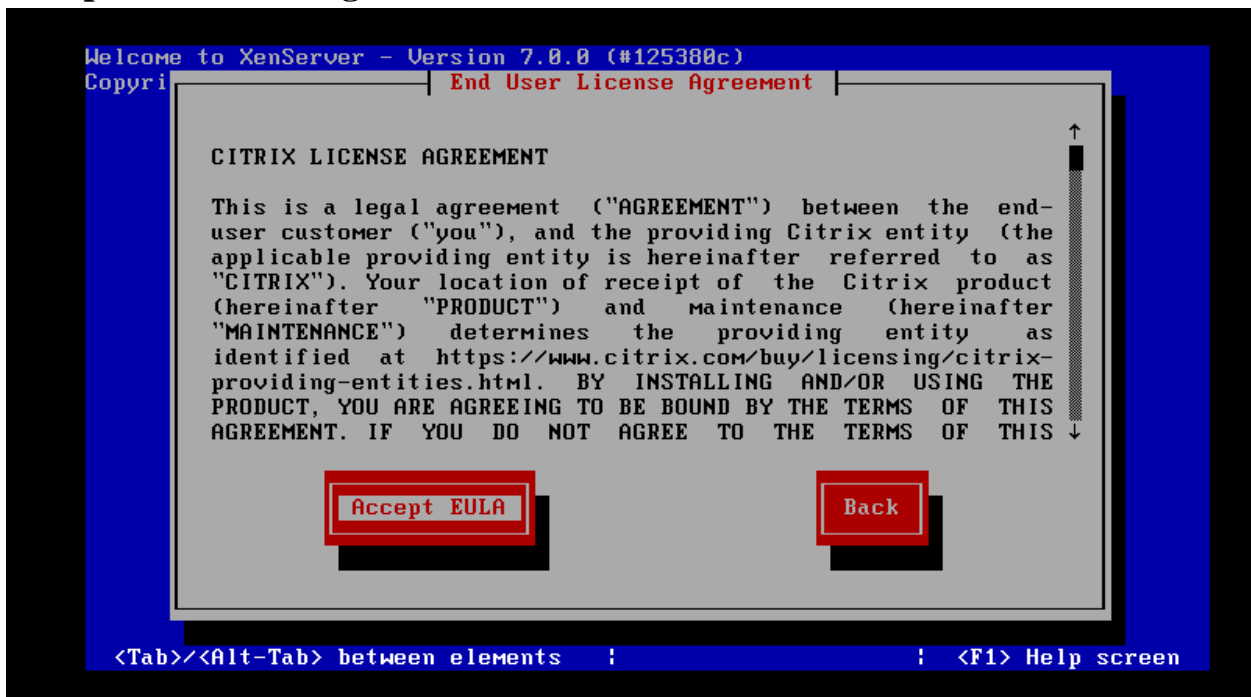 Welcome to XenServer - Version 7.0.0 (#125380c)
Copyri
End User License Agreement
CITRIX LICENSE AGREEMENT
This is a legal agreement ("AGREEMENT") between the end-
user customer ("you"), and the providing Citrix entity (the
applicable providing entity is hereinafter referred to as
"CITRIX"). Your location of receipt of the Citrix product
(hereinafter "PRODUCT") and maintenance (hereinafter
"MAINTENANCE") determines the providing entity as
identified at https://www.citrix.com/buy/licensing/citrix-
providing-entities.html. BY INSTALLING AND/OR USING THE
PRODUCT, YOU ARE AGREEING TO BE BOUND BY THE TERMS OF THIS
AGREEMENT. IF YOU DO NOT AGREE TO THE TERMS OF THIS
Accept EULA Back
<Tab>/<Alt-Tab> between elements | | <F1> Help screen